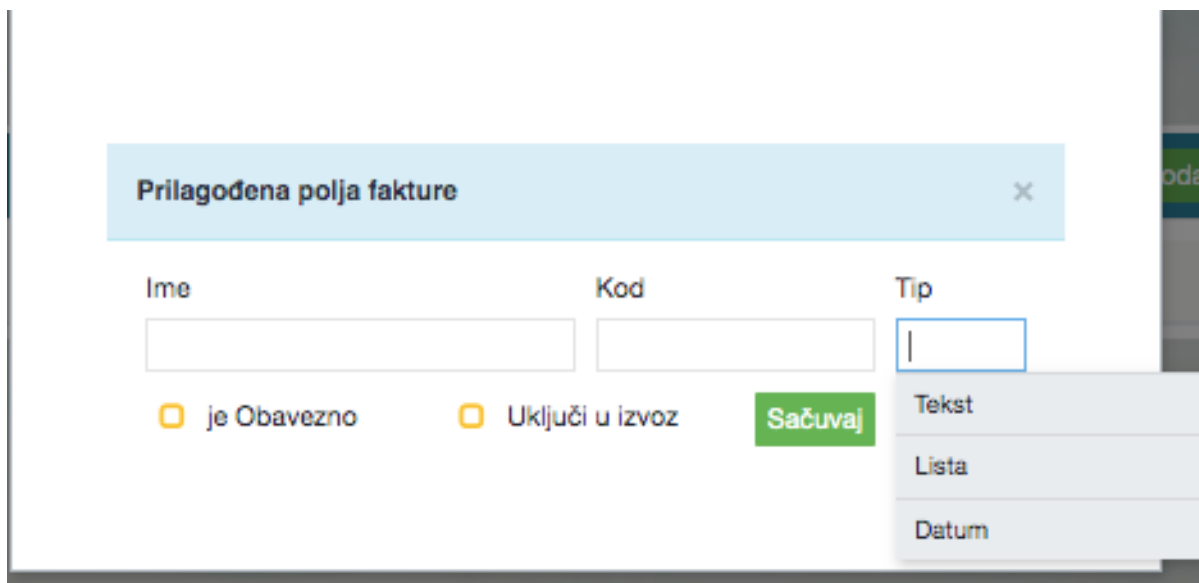 Prilagođena polja fakture
Ime Kod Tip
je Obavezno Uključi u izvoz Sačuvaj
Tekst
Lista
Datum